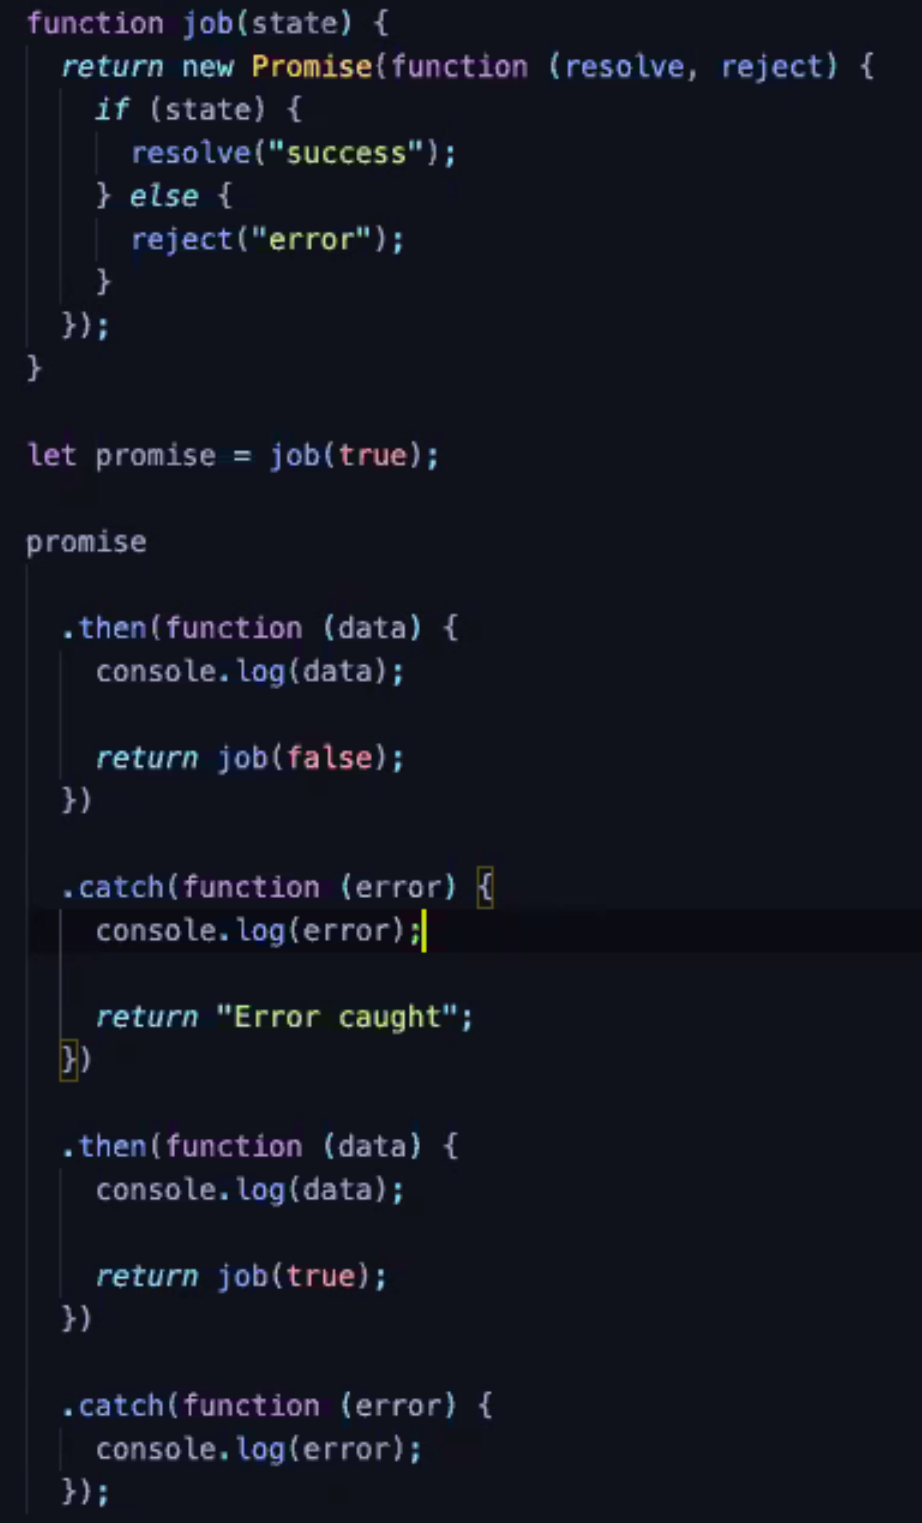 function job(state) {
return new Promise(function (resolve, reject) {
if (state) {
resolve("success");
} else {
reject("error");
}
});
}
let promise = job(true);
promise
.then(function (data) {
console.log(data);
return job(false);
})
.catch(function (error) {
console.log(error);
return "Error caught";
})
.then(function (data) {
console.log(data);
return job(true);
})
.catch(function (error) {
console.log(error);
});